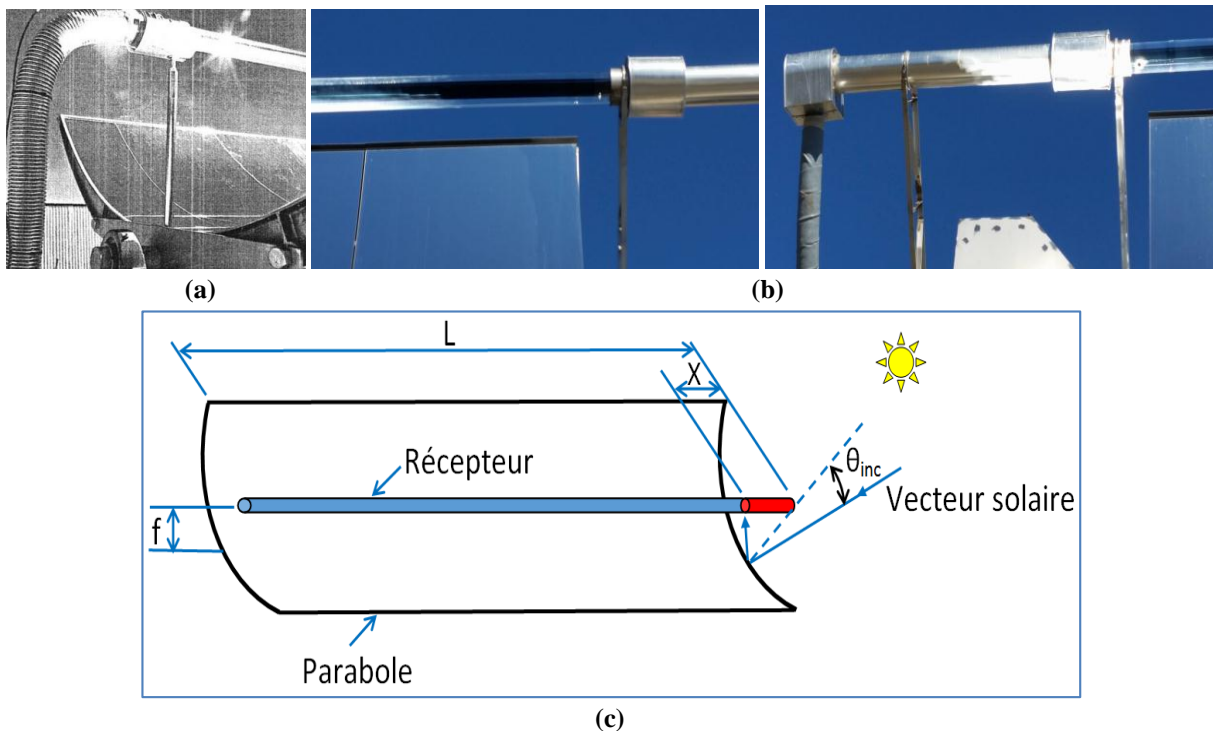 (a)
(b)
L
X
θinc
Récepteur
Vecteur solaire
f
Parabole
(c)